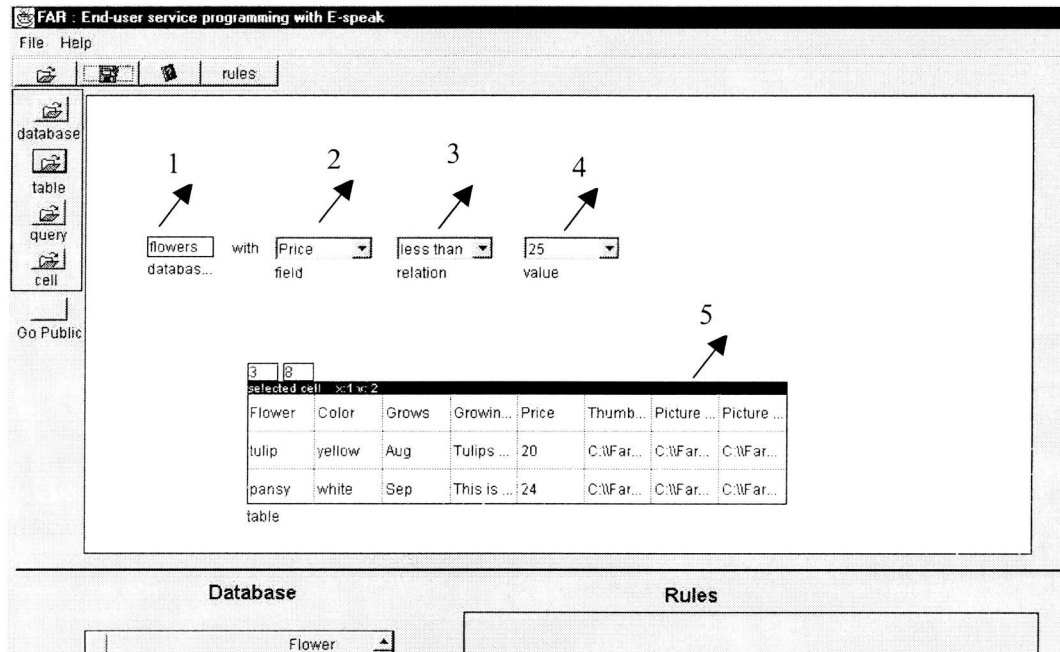 FAR : End-user service programming with E-speak
File Help
rules
database
table
query
cell
Go Public
1 2 3 4
flowers with Price less than 25
databas... field relation value
5
3 8
selected cell x:1 y: 2
Flower Color Grows Growin... Price Thumb... Picture ... Picture ...
tulip yellow Aug Tulips ... 20 C:\\Far... C:\\Far... C:\\Far...
pansy white Sep This is ... 24 C:\\Far... C:\\Far... C:\\Far...
table
Database Rules
Flower